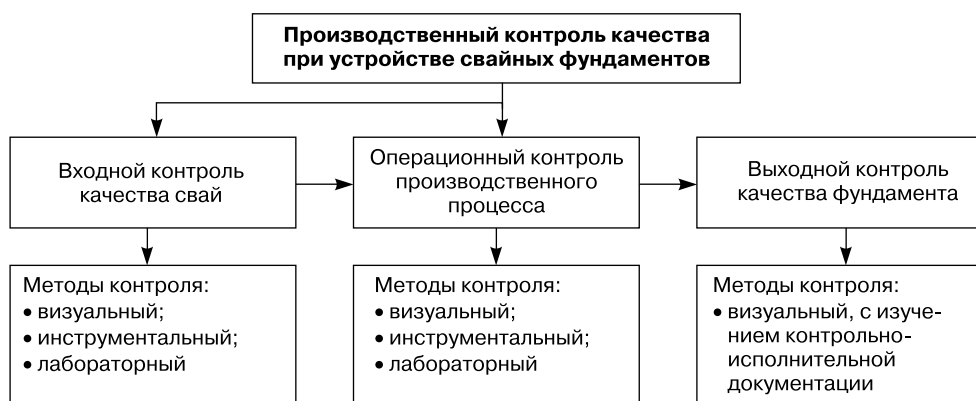 Производственный контроль качества
при устройстве свайных фундаментов
Входной контроль
качества свай
Операционный контроль
производственного
процесса
Выходной контроль
качества фундамента
Методы контроля:
• визуальный;
• инструментальный;
• лабораторный
Методы контроля:
• визуальный;
• инструментальный;
• лабораторный
Методы контроля:
• визуальный, с изуче-
нием контрольно-
исполнительной
документации